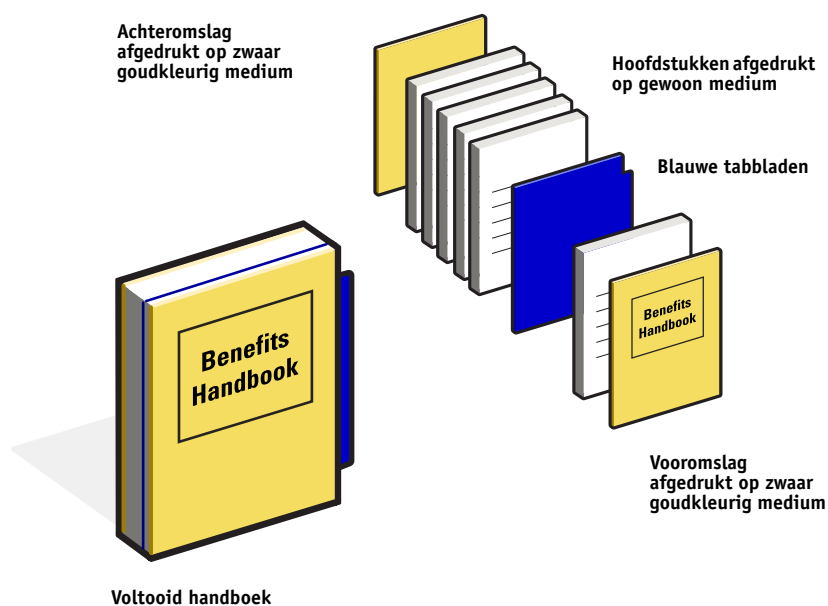 Achteromslag
afgedrukt op zwaar
goudkleurig medium
Hoofdstukken afgedrukt
op gewoon medium
Blauwe tabbladen
Benefits
Handbook
Benefits
Handbook
Vooromslag
afgedrukt op zwaar
goudkleurig medium
Voltooid handboek